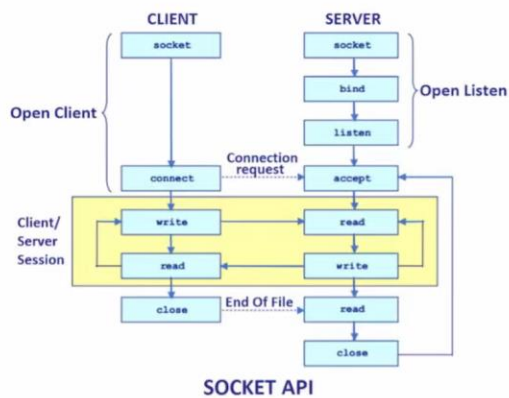 CLIENT
SERVER
socket
socket
bind
Open Listen
Open Client
listen
Connection
request
connect
accept
Client/
Server
Session
write
read
read
write
close
End Of File
read
close
SOCKET API